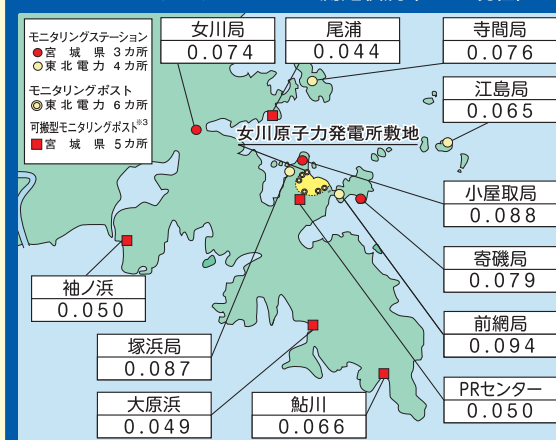 モニタリングステーション
宮城県 3カ所
東北電力 4カ所
モニタリングポスト
東北電力 6カ所
可搬型モニタリングポスト※3
宮城県 5カ所
女川局
0.074
尾浦
0.044
寺間局
0.076
江島局
0.065
女川原子力発電所敷地
小屋取局
0.088
寄磯局
0.079
袖ノ浜
0.050
前網局
0.094
塚浜局
0.087
PRセンター
0.050
大原浜
0.049
鮎川
0.066